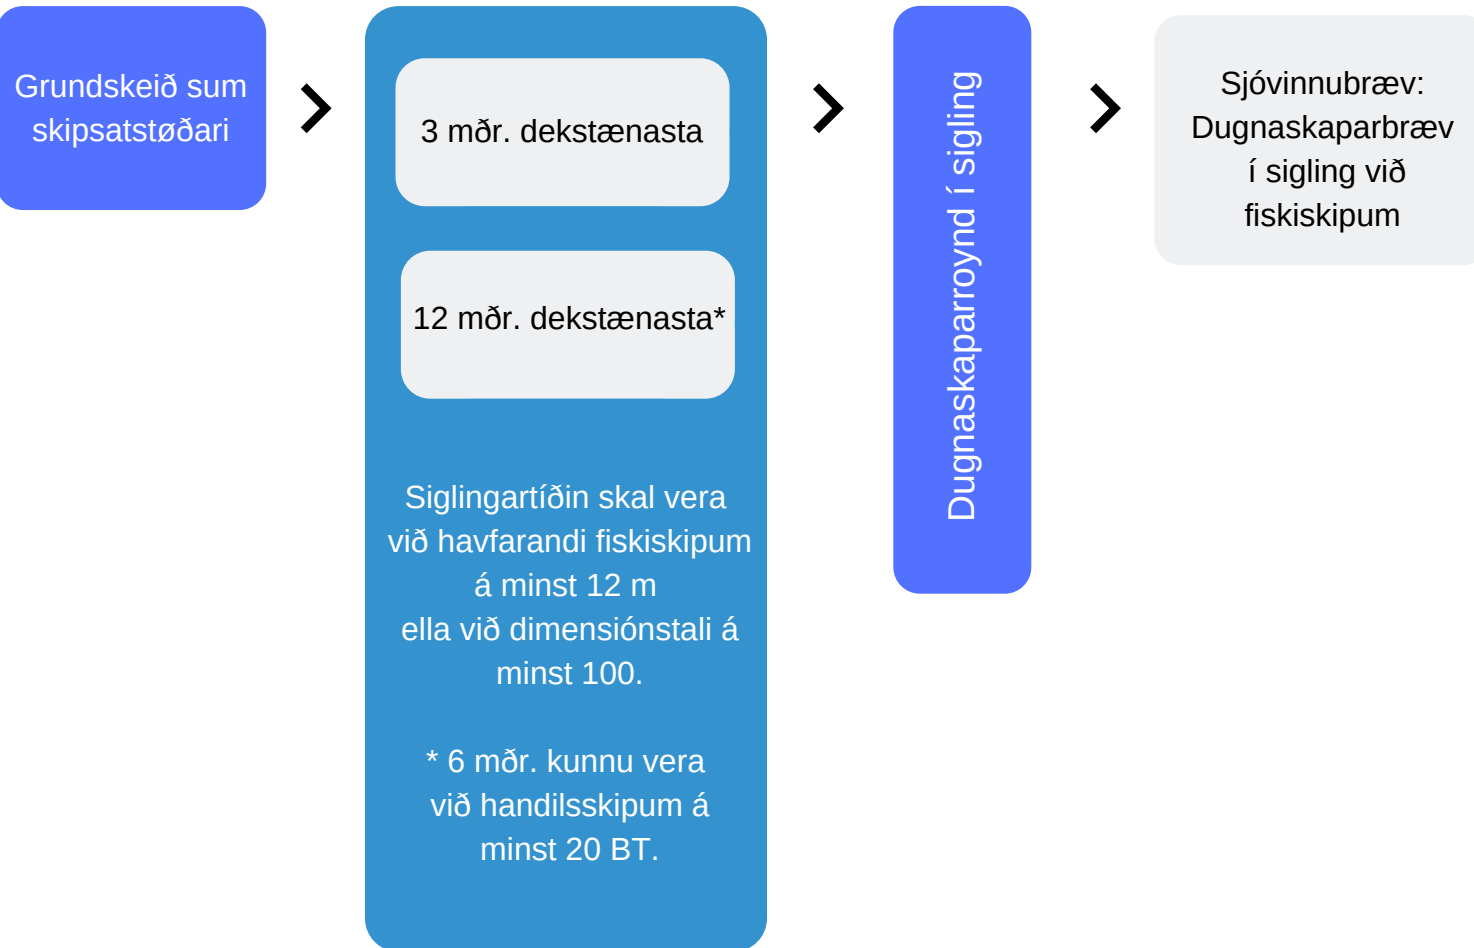 Grundskeið sum
skipsatstøðari
3 mðr. dekstænasta
12 mðr. dekstænasta*
Siglingartíðin skal vera
við havfarandi fiskiskipum
á minst 12 m
ella við dimensiónstali á
minst 100.
* 6 mðr. kunnu vera
við handilsskipum á
minst 20 BT.
Dugnaskaparroynd í sigling
Sjóvinnubræv:
Dugnaskaparbræv
í sigling við
fiskiskipum